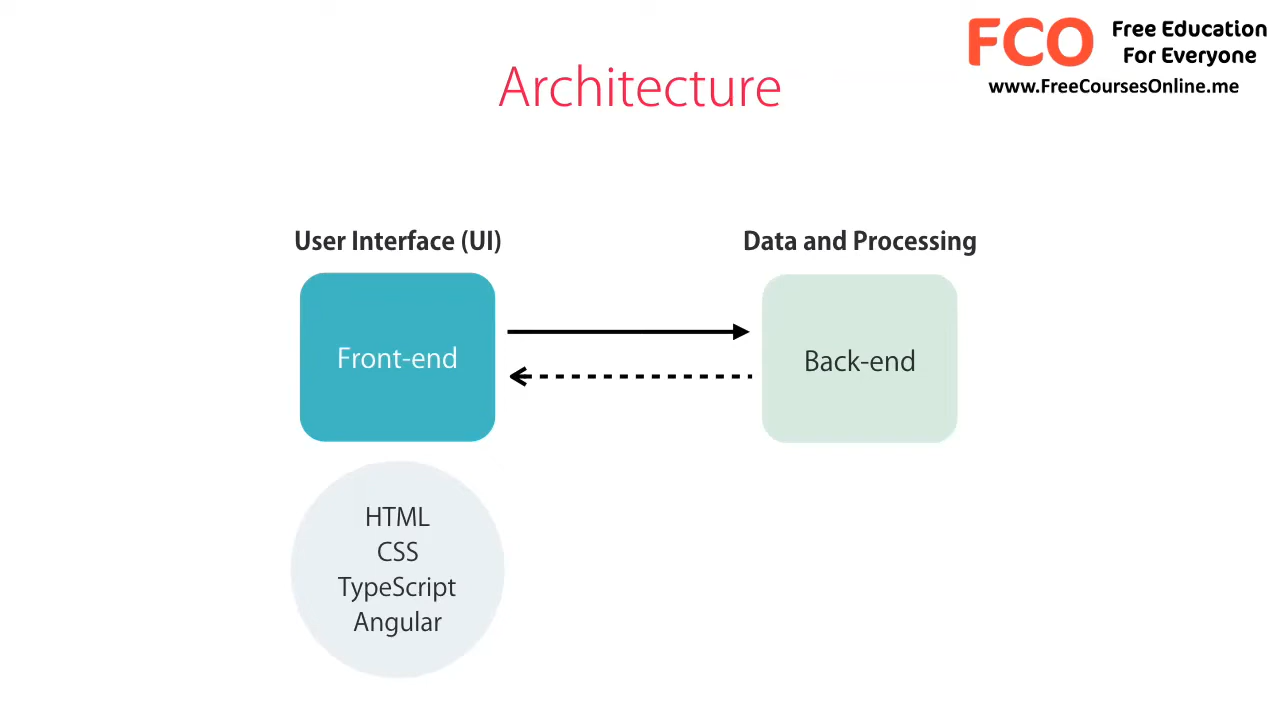 FCO
Free Education
For Everyone
www.FreeCoursesOnline.me
Architecture
User Interface (UI)
Data and Processing
Front-end
Back-end
HTML
CSS
TypeScript
Angular